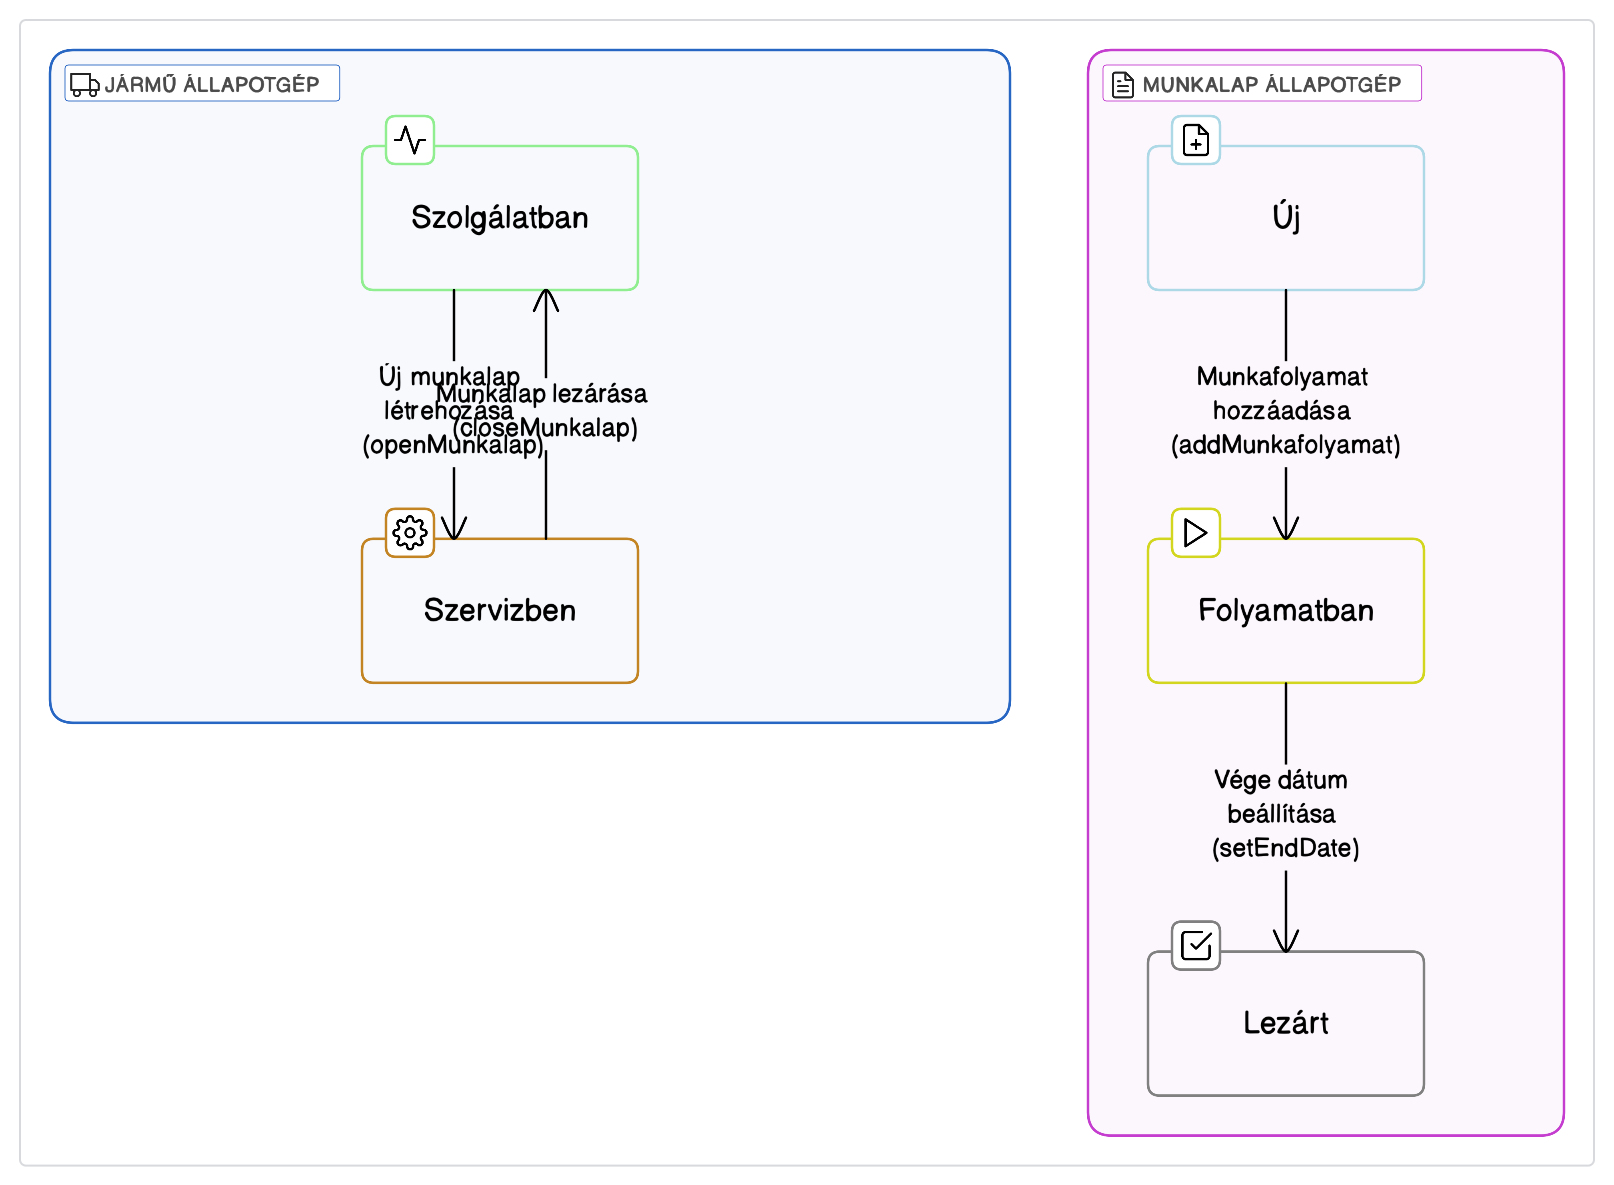 JÁRMŰ ÁLLAPOTGÉP
Szolgálatban
Új munkalap
létrehozása
(openMunkalap)
Munkalap lezárása
(closeMunkalap)
Szervizben
MUNKALAP ÁLLAPOTGÉP
Új
Munkafolyamat
hozzáadása
(addMunkafolyamat)
Folyamatban
Vége dátum
beállítása
(setEndDate)
Lezárt